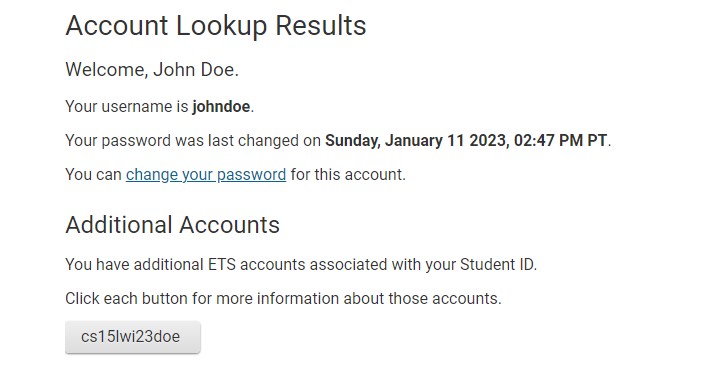 Account Lookup Results
Welcome, John Doe.
Your username is johndoe.
Your password was last changed on Sunday, January 11 2023, 02:47 PM PT.
You can change your password for this account.
Additional Accounts
You have additional ETS accounts associated with your Student ID.
Click each button for more information about those accounts.
cs15lwi23doe